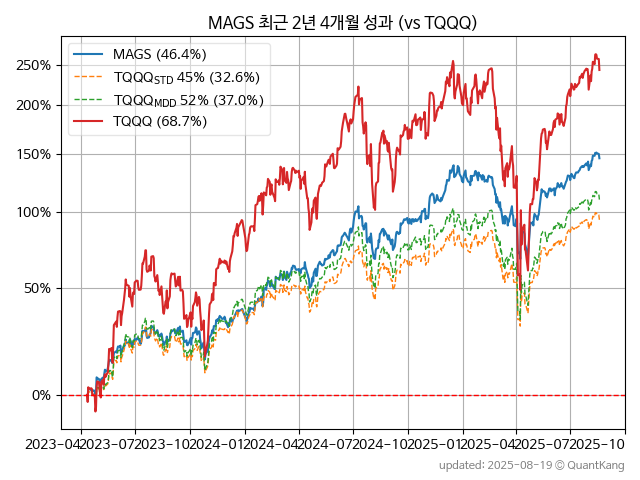 MAGS 최근 2년 4개월 성과 (vs TQQQ)
MAGS (46.4%)
TQQQSTD 45% (32.6%)
TQQQMDD 52% (37.0%)
TQQQ (68.7%)
250%
200%
150%
100%
50%
0%
2023-04 2023-07 2023-10 2024-01 2024-04 2024-07 2024-10 2025-01 2025-04 2025-07 2025-10
updated: 2025-08-19 © QuantKang